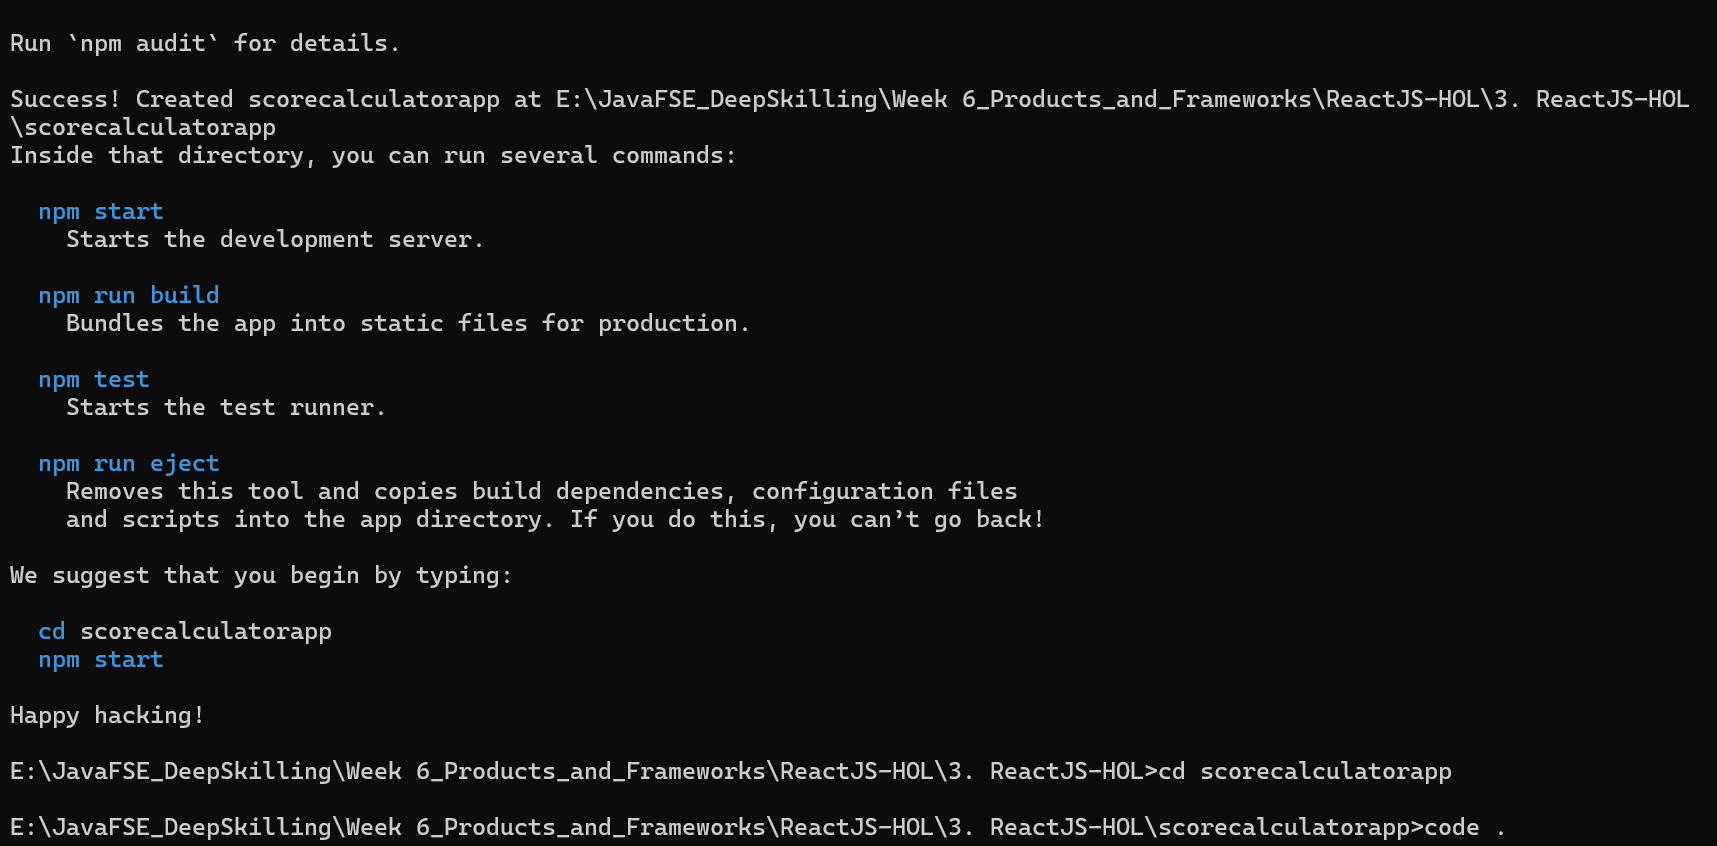 Run `npm audit` for details.
Success! Created scorecalculatorapp at E:\JavaFSE_DeepSkilling\Week 6_Products_and_Frameworks\ReactJS-HOL\3. ReactJS-HOL
\scorecalculatorapp
Inside that directory, you can run several commands:
npm start
Starts the development server.
npm run build
Bundles the app into static files for production.
npm test
Starts the test runner.
npm run eject
Removes this tool and copies build dependencies, configuration files
and scripts into the app directory. If you do this, you can’t go back!
We suggest that you begin by typing:
cd scorecalculatorapp
npm start
Happy hacking!
E:\JavaFSE_DeepSkilling\Week 6_Products_and_Frameworks\ReactJS-HOL\3. ReactJS-HOL>cd scorecalculatorapp
E:\JavaFSE_DeepSkilling\Week 6_Products_and_Frameworks\ReactJS-HOL\3. ReactJS-HOL\scorecalculatorapp>code .